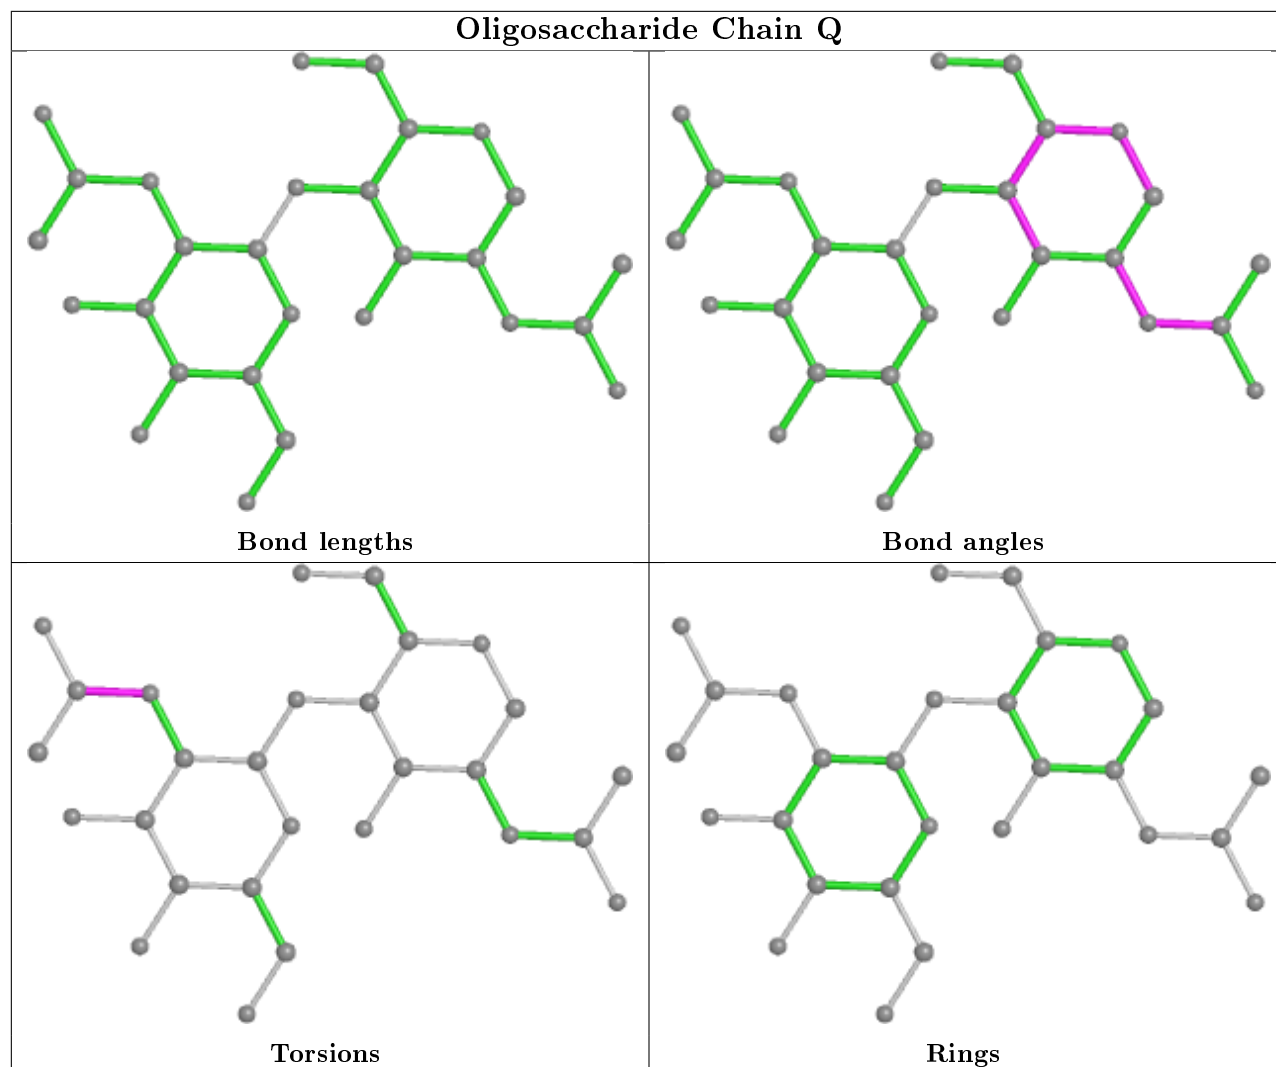 Oligosaccharide Chain Q
Bond lengths
Bond angles
Torsions
Rings